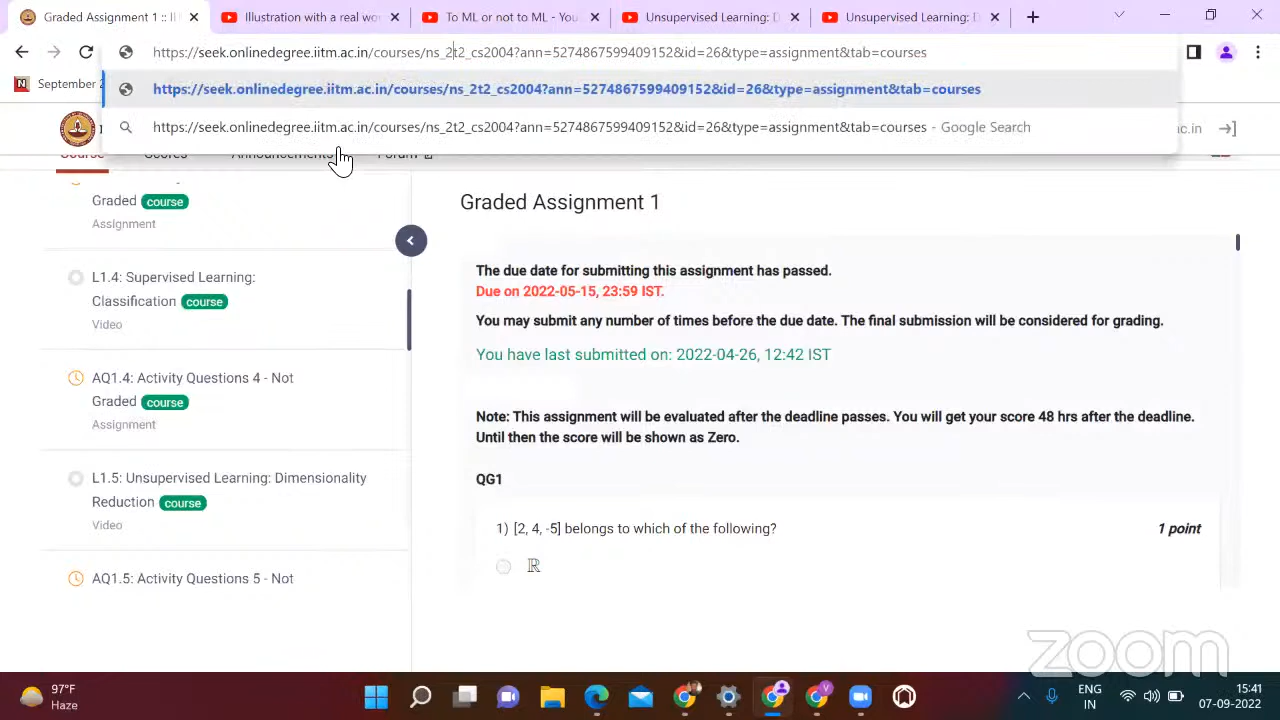 Graded Assignment 1 ::
Illustration with a real wo
To ML or not to ML - You
Unsupervised Learning: D
Unsupervised Learning: D
https://seek.onlinedegree.iitm.ac.in/courses/ns_2t2_cs2004?ann=5274867599409152&id=26&type=assignment&tab=courses
September
https://seek.onlinedegree.iitm.ac.in/courses/ns_2t2_cs2004?ann=5274867599409152&id=26&type=assignment&tab=courses
https://seek.onlinedegree.iitm.ac.in/courses/ns_2t2_cs2004?ann=5274867599409152&id=26&type=assignment&tab=courses - Google Search
ac.in
Course Scores Announcements Forum
Graded course
Assignment
L1.4: Supervised Learning:
Classification course
Video
AQ1.4: Activity Questions 4 - Not
Graded course
Assignment
L1.5: Unsupervised Learning: Dimensionality
Reduction course
Video
AQ1.5: Activity Questions 5 - Not
Graded Assignment 1
The due date for submitting this assignment has passed.
Due on 2022-05-15, 23:59 IST.
You may submit any number of times before the due date. The final submission will be considered for grading.
You have last submitted on: 2022-04-26, 12:42 IST
Note: This assignment will be evaluated after the deadline passes. You will get your score 48 hrs after the deadline.
Until then the score will be shown as Zero.
QG1
1) [2, 4, -5] belongs to which of the following?
1 point
ℝ
zoom
97°F
Haze
ENG
IN
15:41
07-09-2022